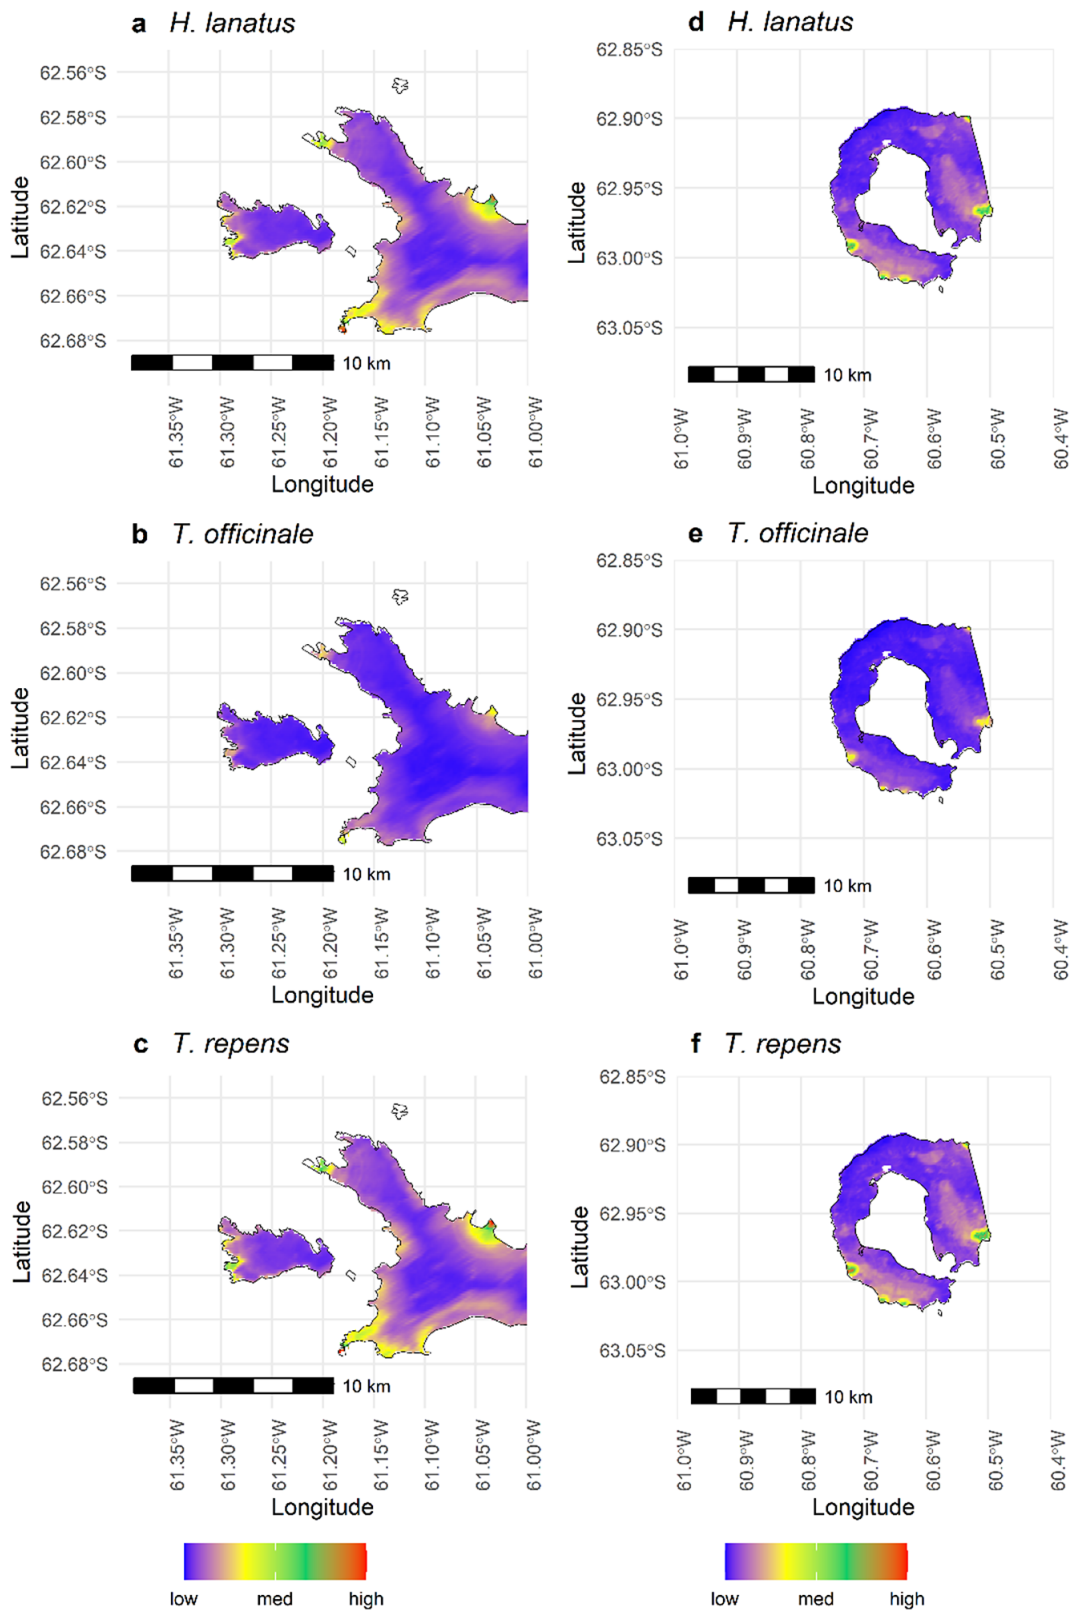 a H. lanatus
62.56°S
62.58°S
62.60°S
62.62°S
62.64°S
62.66°S
62.68°S
Latitude
10 km
61.35°W
61.30°W
61.25°W
61.20°W
61.15°W
61.10°W
61.05°W
61.00°W
Longitude
d H. lanatus
62.85°S
62.90°S
62.95°S
63.00°S
63.05°S
Latitude
10 km
61.0°W
60.9°W
60.8°W
60.7°W
60.6°W
60.5°W
60.4°W
Longitude
b T. officinale
62.56°S
62.58°S
62.60°S
62.62°S
62.64°S
62.66°S
62.68°S
Latitude
10 km
61.35°W
61.30°W
61.25°W
61.20°W
61.15°W
61.10°W
61.05°W
61.00°W
Longitude
e T. officinale
62.85°S
62.90°S
62.95°S
63.00°S
63.05°S
Latitude
10 km
61.0°W
60.9°W
60.8°W
60.7°W
60.6°W
60.5°W
60.4°W
Longitude
c T. repens
62.56°S
62.58°S
62.60°S
62.62°S
62.64°S
62.66°S
62.68°S
Latitude
10 km
61.35°W
61.30°W
61.25°W
61.20°W
61.15°W
61.10°W
61.05°W
61.00°W
Longitude
f T. repens
62.85°S
62.90°S
62.95°S
63.00°S
63.05°S
Latitude
10 km
61.0°W
60.9°W
60.8°W
60.7°W
60.6°W
60.5°W
60.4°W
Longitude
low med high
low med high